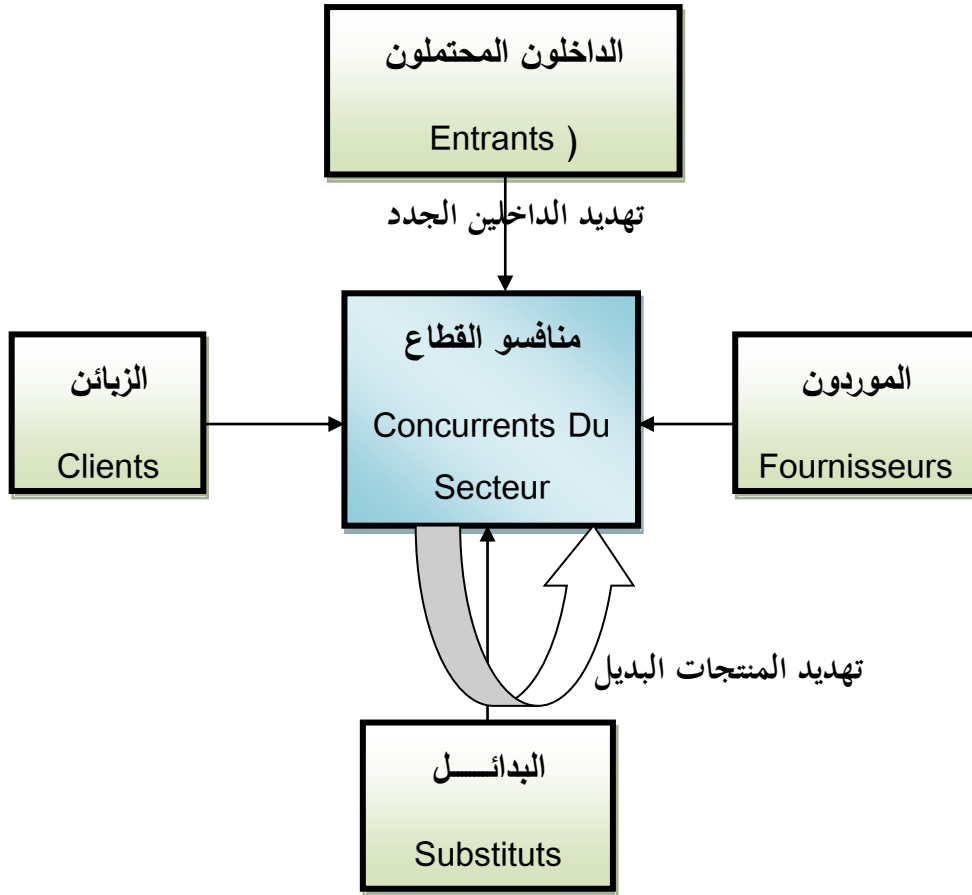 الداخلون المحتملون
Entrants )
تهديد الداخلين الجدد
منافسو القطاع
Concurrents Du
Secteur
الزبائن
Clients
الموردون
Fournisseurs
تهديد المنتجات البديل
البدائــــل
Substituts